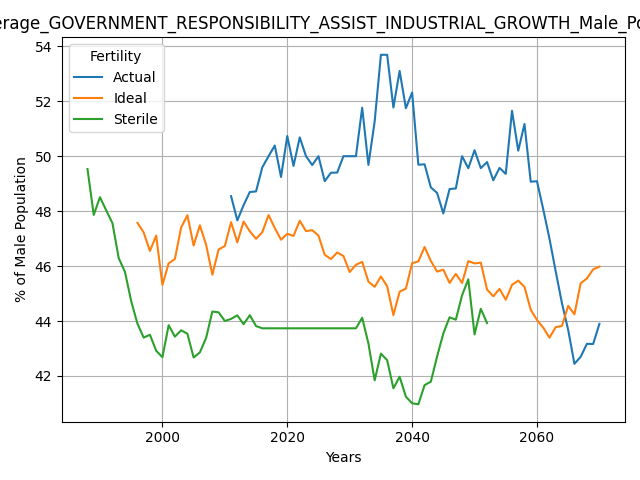 erage_GOVERNMENT_RESPONSIBILITY_ASSIST_INDUSTRIAL_GROWTH_Male_Po
Fertility
Actual
Ideal
Sterile
% of Male Population
54
52
50
48
46
44
42
2000
2020
2040
2060
Years